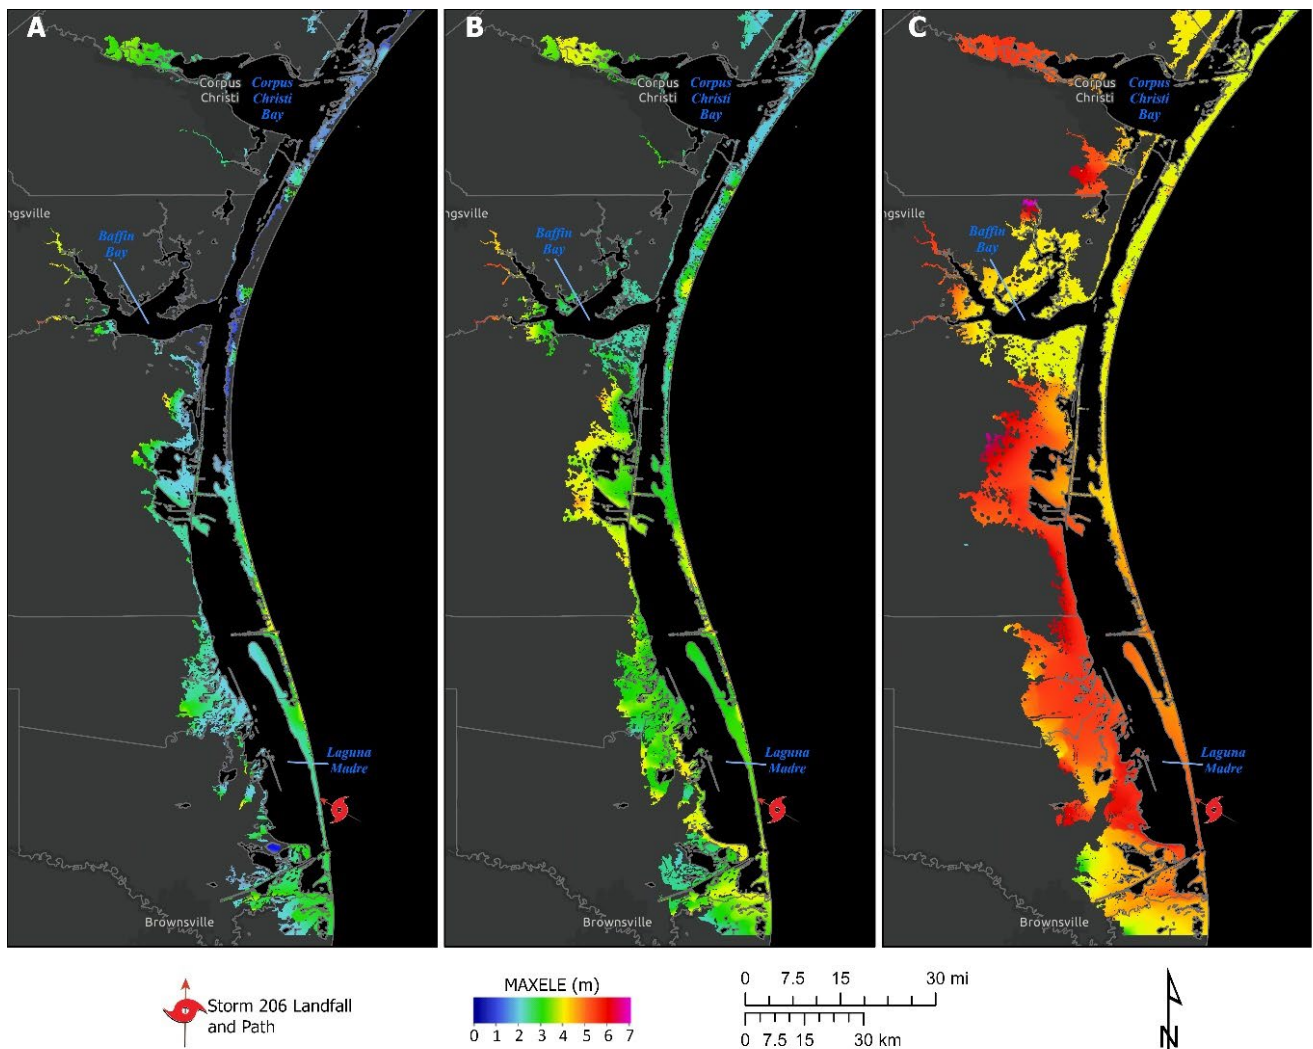 A
Corpus
Christi
Corpus
Christi
Bay
ngsville
Baffin
Bay
Laguna
Madre
Brownsville
B
Corpus
Christi
Corpus
Christi
Bay
Baffin
Bay
Laguna
Madre
Brownsville
C
Corpus
Christi
Corpus
Christi
Bay
ngsville
Baffin
Bay
Laguna
Madre
Brownsville
Storm 206 Landfall
and Path
MAXELE (m)
0 1 2 3 4 5 6 7
0 7.5 15 30 mi
0 7.5 15 30 km
N